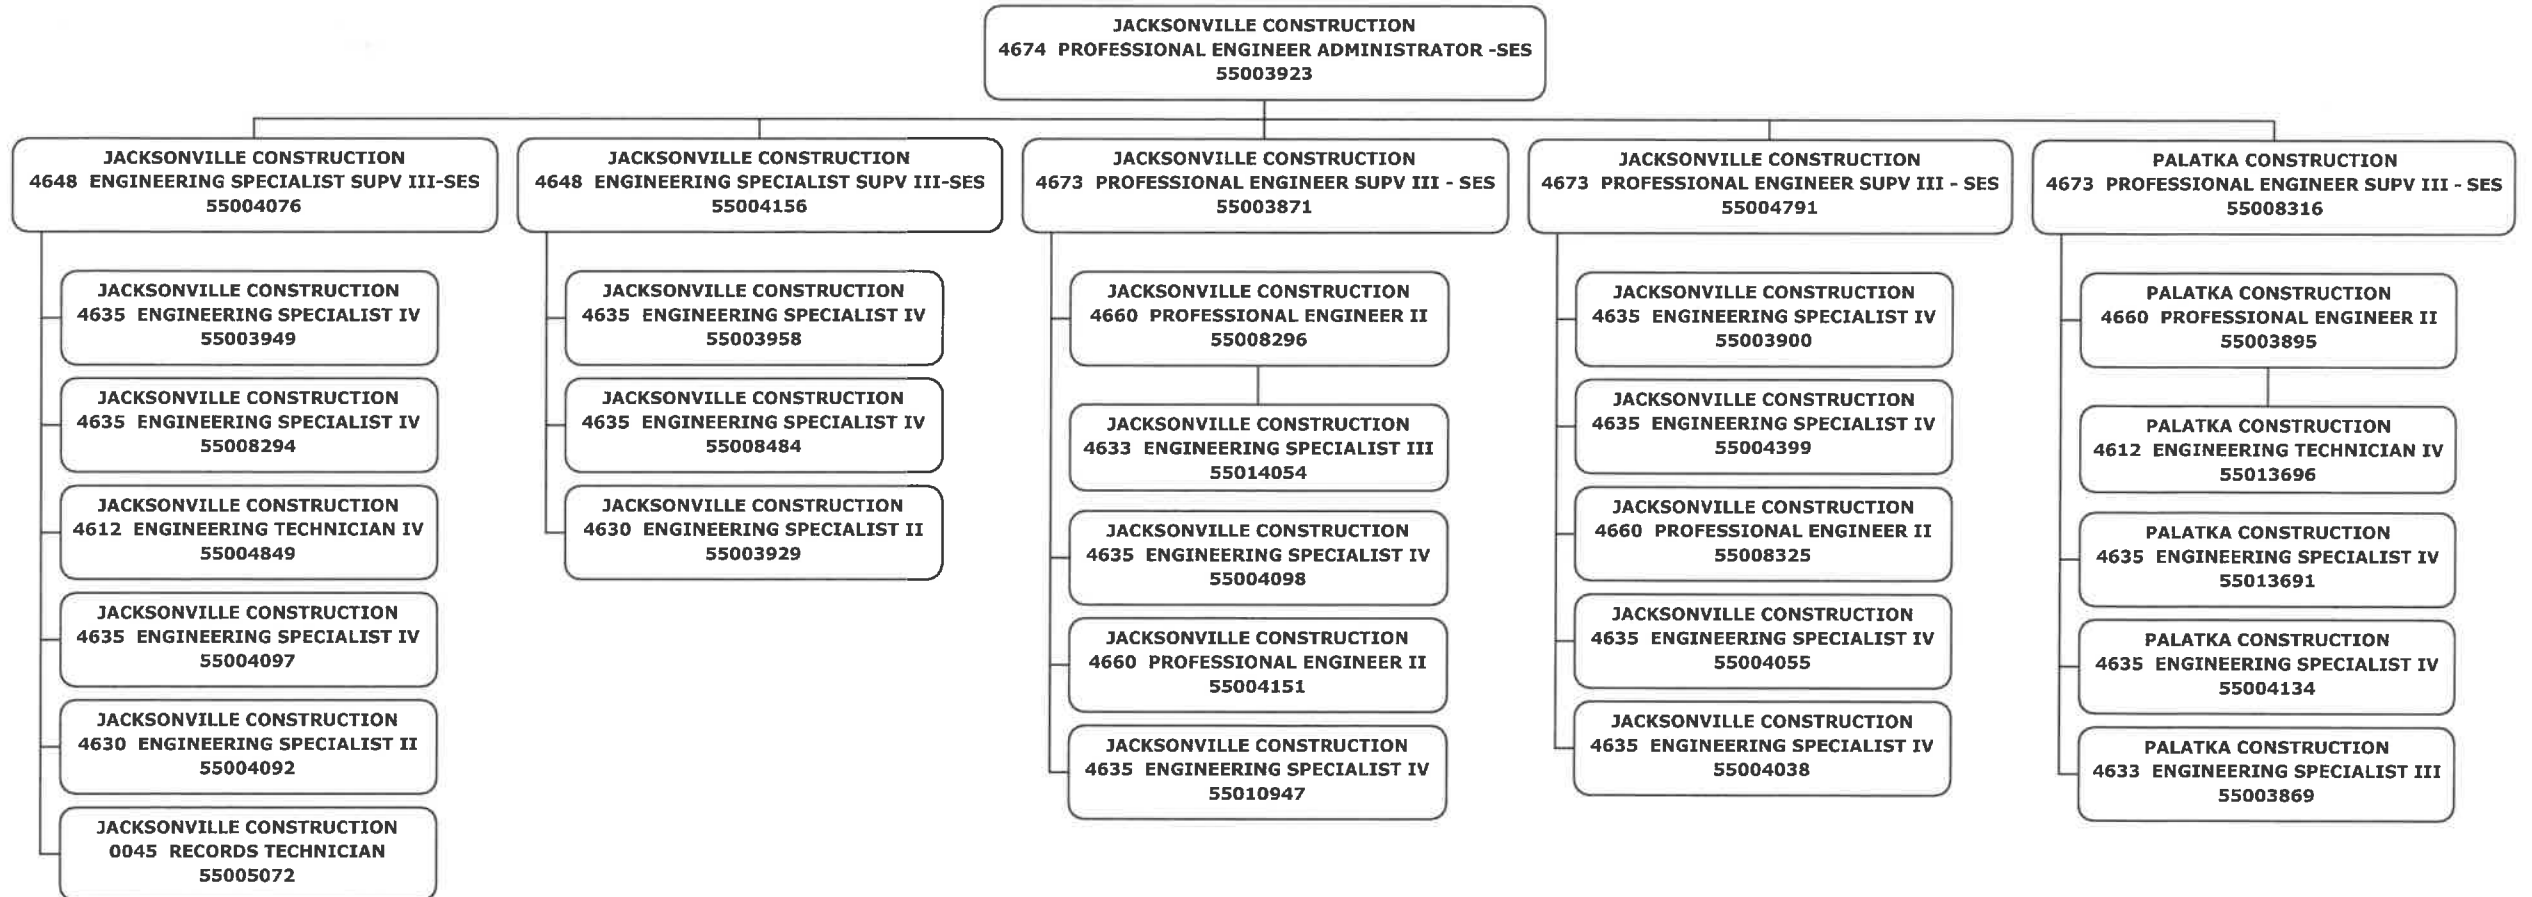 JACKSONVILLE CONSTRUCTION
4674 PROFESSIONAL ENGINEER ADMINISTRATOR -SES
55003923
JACKSONVILLE CONSTRUCTION
4648 ENGINEERING SPECIALIST SUPV III-SES
55004076
JACKSONVILLE CONSTRUCTION
4635 ENGINEERING SPECIALIST IV
55003949
JACKSONVILLE CONSTRUCTION
4635 ENGINEERING SPECIALIST IV
55008294
JACKSONVILLE CONSTRUCTION
4612 ENGINEERING TECHNICIAN IV
55004849
JACKSONVILLE CONSTRUCTION
4635 ENGINEERING SPECIALIST IV
55004097
JACKSONVILLE CONSTRUCTION
4630 ENGINEERING SPECIALIST II
55004092
JACKSONVILLE CONSTRUCTION
0045 RECORDS TECHNICIAN
55005072
JACKSONVILLE CONSTRUCTION
4648 ENGINEERING SPECIALIST SUPV III-SES
55004156
JACKSONVILLE CONSTRUCTION
4635 ENGINEERING SPECIALIST IV
55003958
JACKSONVILLE CONSTRUCTION
4635 ENGINEERING SPECIALIST IV
55008484
JACKSONVILLE CONSTRUCTION
4630 ENGINEERING SPECIALIST II
55003929
JACKSONVILLE CONSTRUCTION
4673 PROFESSIONAL ENGINEER SUPV III - SES
55003871
JACKSONVILLE CONSTRUCTION
4660 PROFESSIONAL ENGINEER II
55008296
JACKSONVILLE CONSTRUCTION
4633 ENGINEERING SPECIALIST III
55014054
JACKSONVILLE CONSTRUCTION
4635 ENGINEERING SPECIALIST IV
55004098
JACKSONVILLE CONSTRUCTION
4660 PROFESSIONAL ENGINEER II
55004151
JACKSONVILLE CONSTRUCTION
4635 ENGINEERING SPECIALIST IV
55010947
JACKSONVILLE CONSTRUCTION
4673 PROFESSIONAL ENGINEER SUPV III - SES
55004791
JACKSONVILLE CONSTRUCTION
4635 ENGINEERING SPECIALIST IV
55003900
JACKSONVILLE CONSTRUCTION
4635 ENGINEERING SPECIALIST IV
55004399
JACKSONVILLE CONSTRUCTION
4660 PROFESSIONAL ENGINEER II
55008325
JACKSONVILLE CONSTRUCTION
4635 ENGINEERING SPECIALIST IV
55004055
JACKSONVILLE CONSTRUCTION
4635 ENGINEERING SPECIALIST IV
55004038
PALATKA CONSTRUCTION
4673 PROFESSIONAL ENGINEER SUPV III - SES
55008316
PALATKA CONSTRUCTION
4660 PROFESSIONAL ENGINEER II
55003895
PALATKA CONSTRUCTION
4612 ENGINEERING TECHNICIAN IV
55013696
PALATKA CONSTRUCTION
4635 ENGINEERING SPECIALIST IV
55013691
PALATKA CONSTRUCTION
4635 ENGINEERING SPECIALIST IV
55004134
PALATKA CONSTRUCTION
4633 ENGINEERING SPECIALIST III
55003869